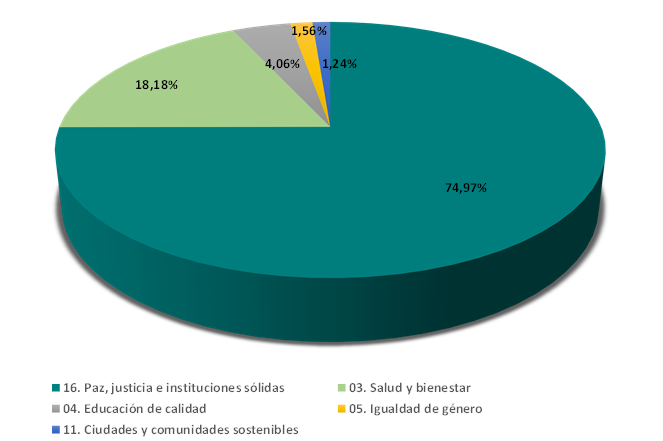 1,56%
4,06%
1,24%
18,18%
74,97%
16. Paz, justicia e instituciones sólidas
03. Salud y bienestar
04. Educación de calidad
05. Igualdad de género
11. Ciudades y comunidades sostenibles